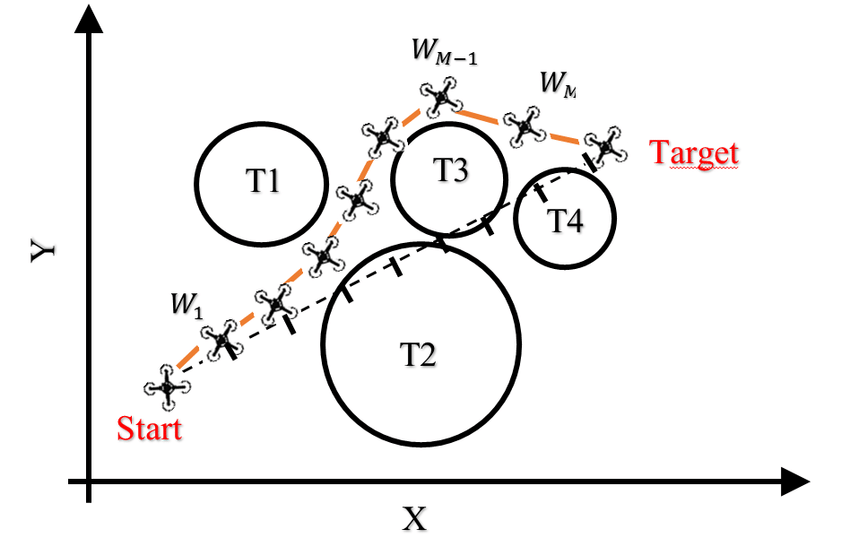 W_{M-1}
W_M
Target
T1
T3
T4
Y
W_1
T2
Start
X